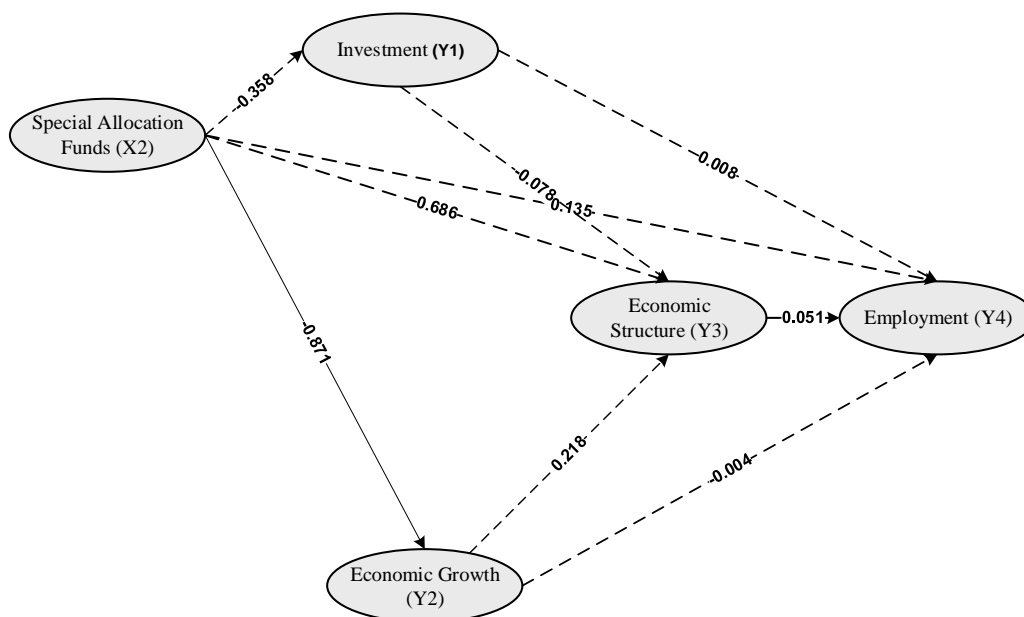 Investment (Y1)
-0.358
Special Allocation
Funds (X2)
0.008
-0.078
0.135
0.686
Economic
Structure (Y3)
-0.051
Employment (Y4)
-0.871
0.218
-0.004
Economic Growth
(Y2)